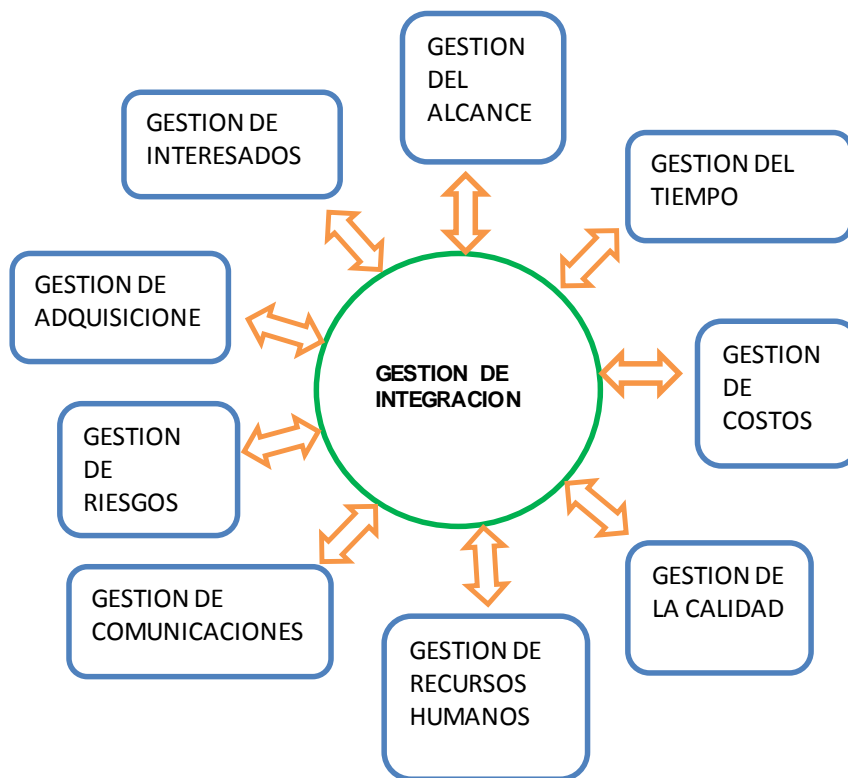 GESTION
DEL
ALCANCE
GESTION DE
INTERESADOS
GESTION DEL
TIEMPO
GESTION DE
ADQUISICIONE
GESTION DE
INTEGRACION
GESTION
DE
COSTOS
GESTION
DE
RIESGOS
GESTION DE
LA CALIDAD
GESTION DE
COMUNICACIONES
GESTION DE
RECURSOS
HUMANOS